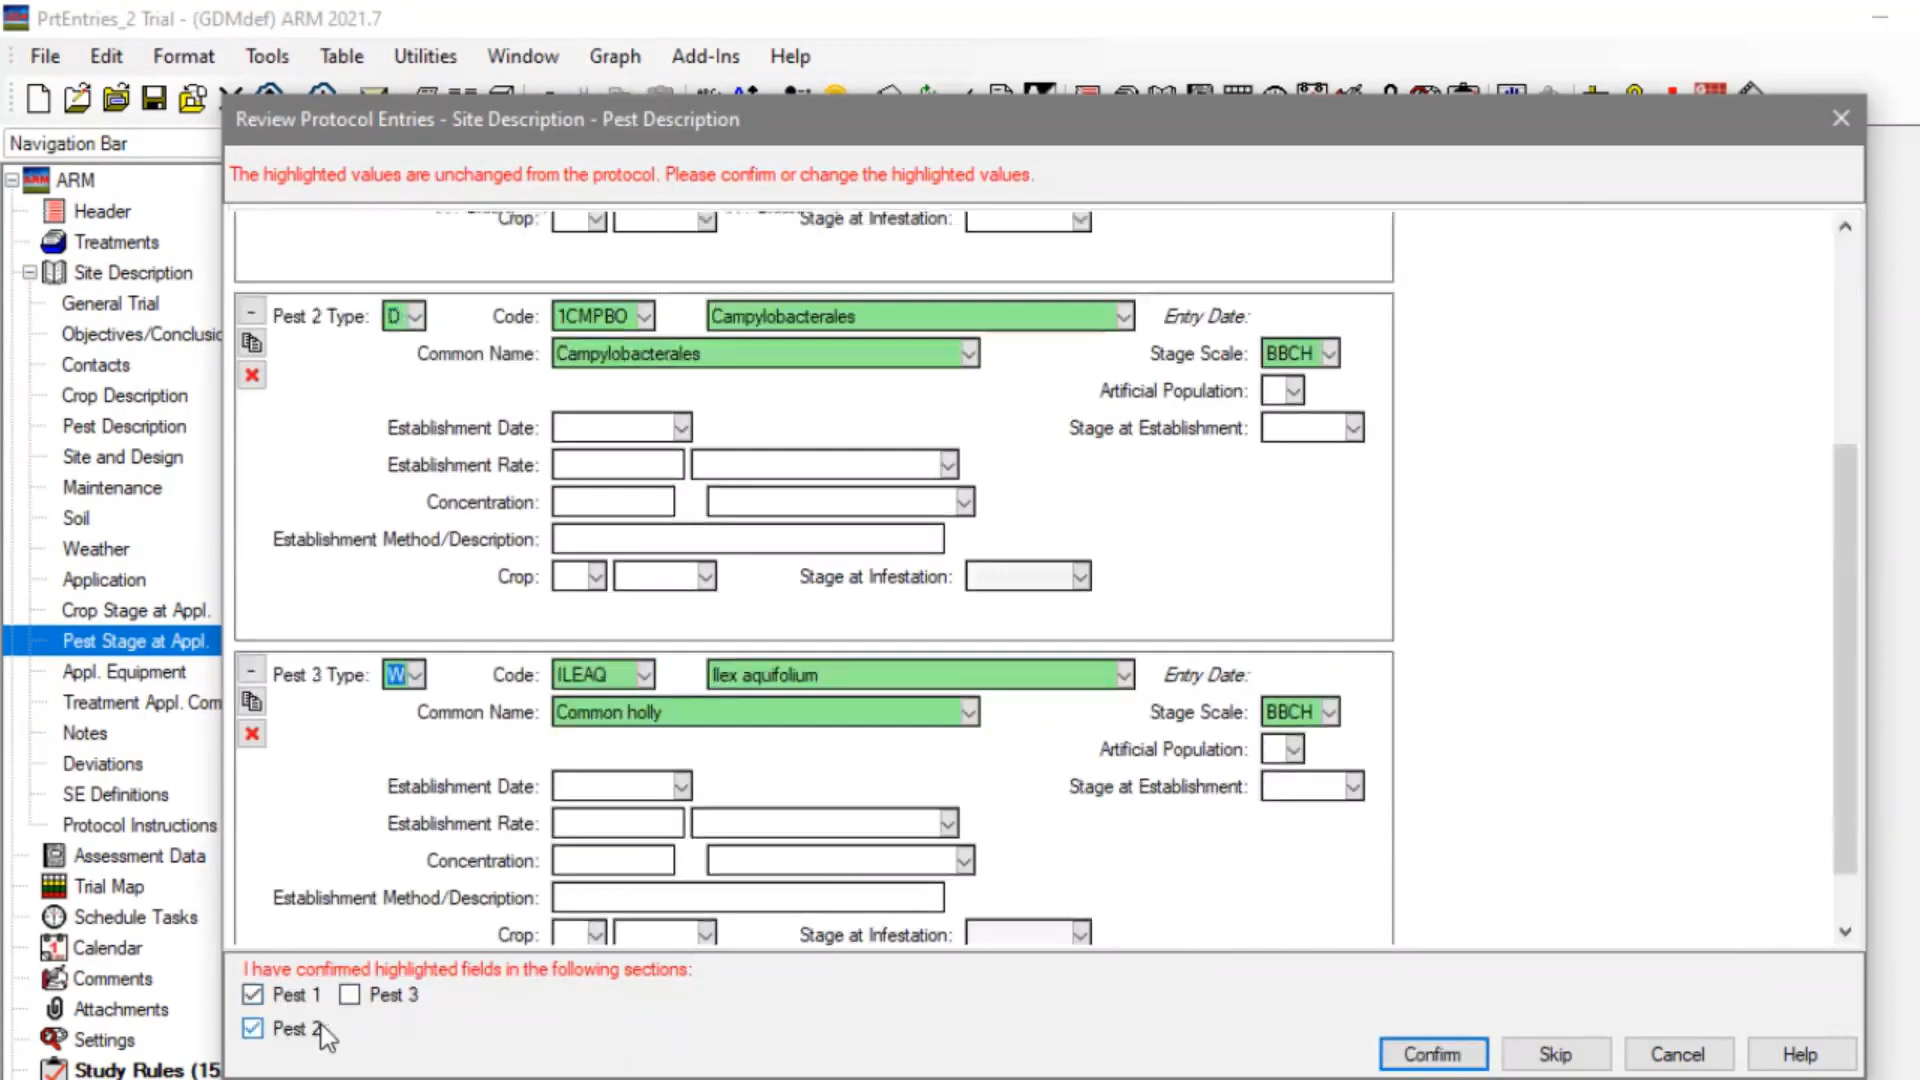 PrtEntries_2 Trial - (GDMdef) ARM 2021.7
File Edit Format Tools Table Utilities Window Graph Add-Ins Help
Navigation Bar
ARM
Header
Treatments
Site Description
General Trial
Objectives/Conclusic
Contacts
Crop Description
Pest Description
Site and Design
Maintenance
Soil
Weather
Application
Crop Stage at Appl.
Pest Stage at Appl.
Appl. Equipment
Treatment Appl. Com
Notes
Deviations
SE Definitions
Protocol Instructions
Assessment Data
Trial Map
Schedule Tasks
Calendar
Comments
Attachments
Settings
Study Rules (15
Review Protocol Entries - Site Description - Pest Description
The highlighted values are unchanged from the protocol. Please confirm or change the highlighted values.
Crop: Stage at Infestation:
Pest 2 Type: D Code: 1CMPBO Campylobacterales Entry Date:
Common Name: Campylobacterales Stage Scale: BBCH
Artificial Population:
Establishment Date: Stage at Establishment:
Establishment Rate:
Concentration:
Establishment Method/Description:
Crop: Stage at Infestation:
Pest 3 Type: W Code: ILEAQ Ilex aquifolium Entry Date:
Common Name: Common holly Stage Scale: BBCH
Artificial Population:
Establishment Date: Stage at Establishment:
Establishment Rate:
Concentration:
Establishment Method/Description:
Crop: Stage at Infestation:
I have confirmed highlighted fields in the following sections:
Pest 1 Pest 3
Pest 2
Confirm Skip Cancel Help